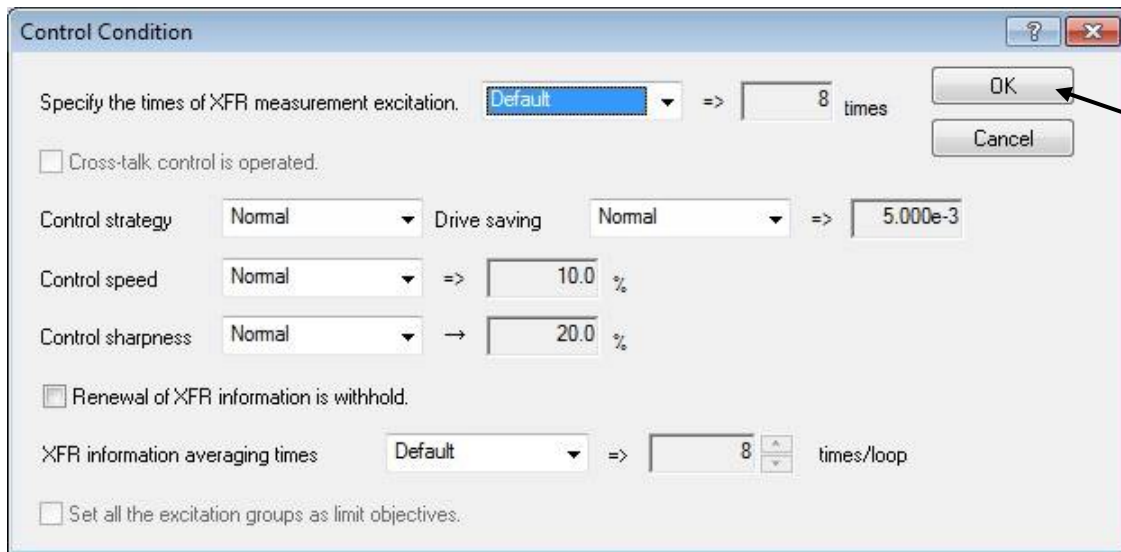 Control Condition
Specify the times of XFR measurement excitation. Default => 8 times
OK
Cancel
Cross-talk control is operated.
Control strategy Normal Drive saving Normal => 5.000e-3
Control speed Normal => 10.0 %
Control sharpness Normal → 20.0 %
Renewal of XFR information is withhold.
XFR information averaging times Default => 8 times/loop
Set all the excitation groups as limit objectives.